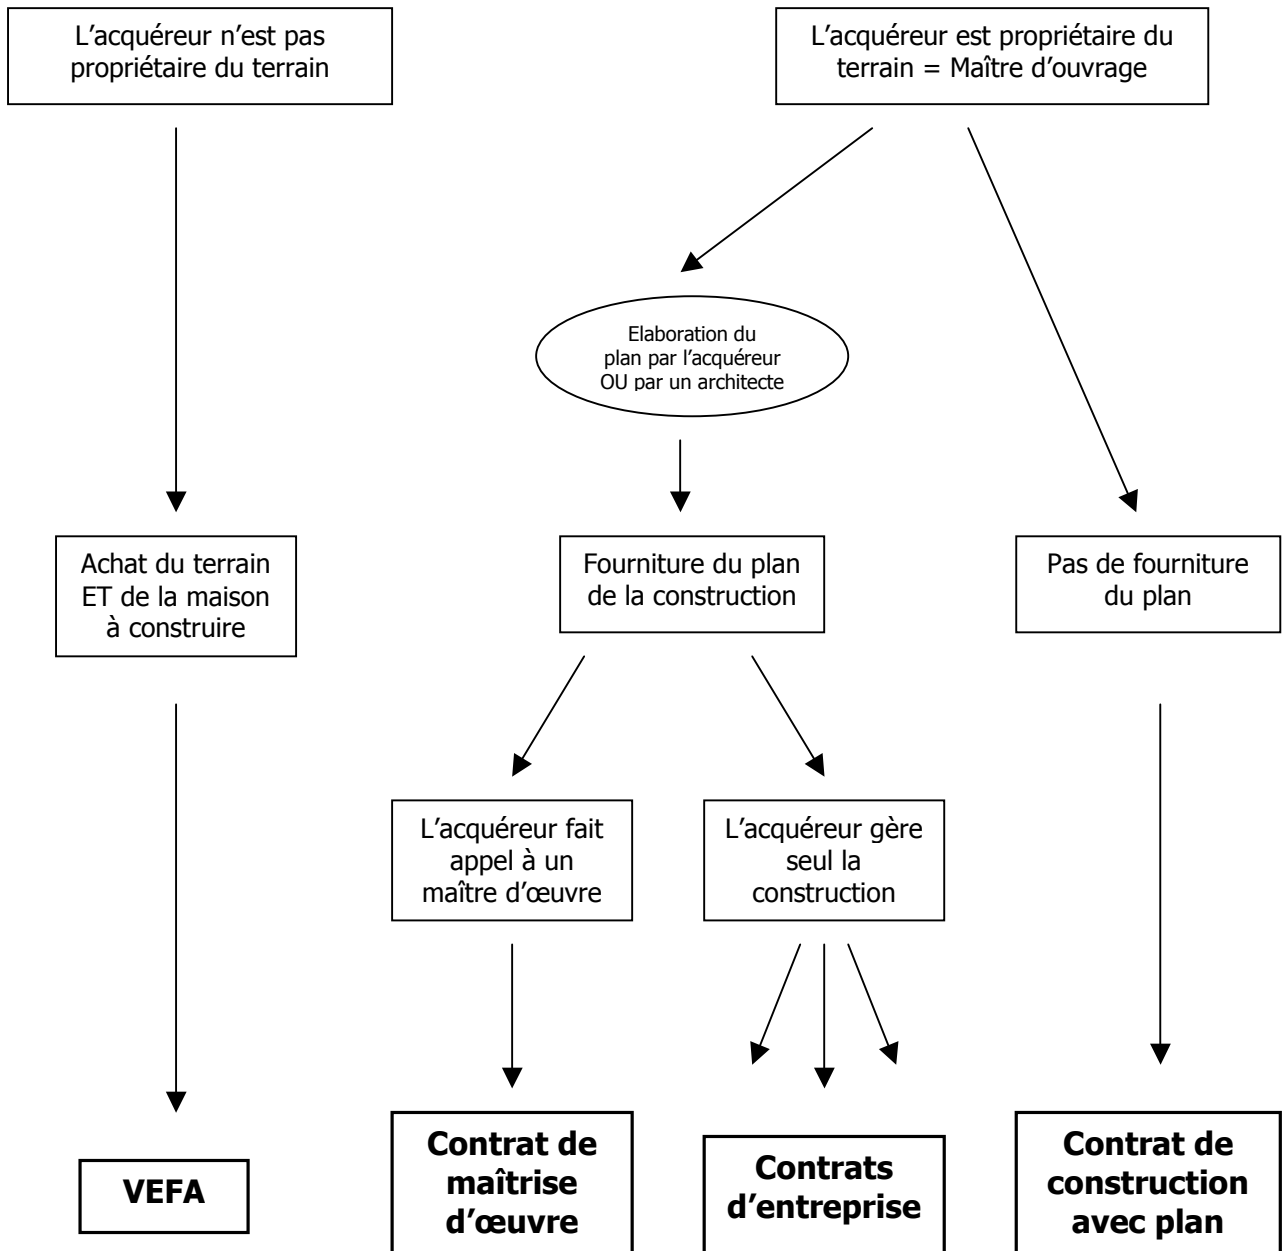 L’acquéreur n’est pas
propriétaire du terrain
L’acquéreur est propriétaire du
terrain = Maître d’ouvrage
Elaboration du
plan par l’acquéreur
OU par un architecte
Achat du terrain
ET de la maison
à construire
Fourniture du plan
de la construction
Pas de fourniture
du plan
L’acquéreur fait
appel à un
maître d’œuvre
L’acquéreur gère
seul la
construction
VEFA
Contrat de
maîtrise
d’œuvre
Contrats
d’entreprise
Contrat de
construction
avec plan